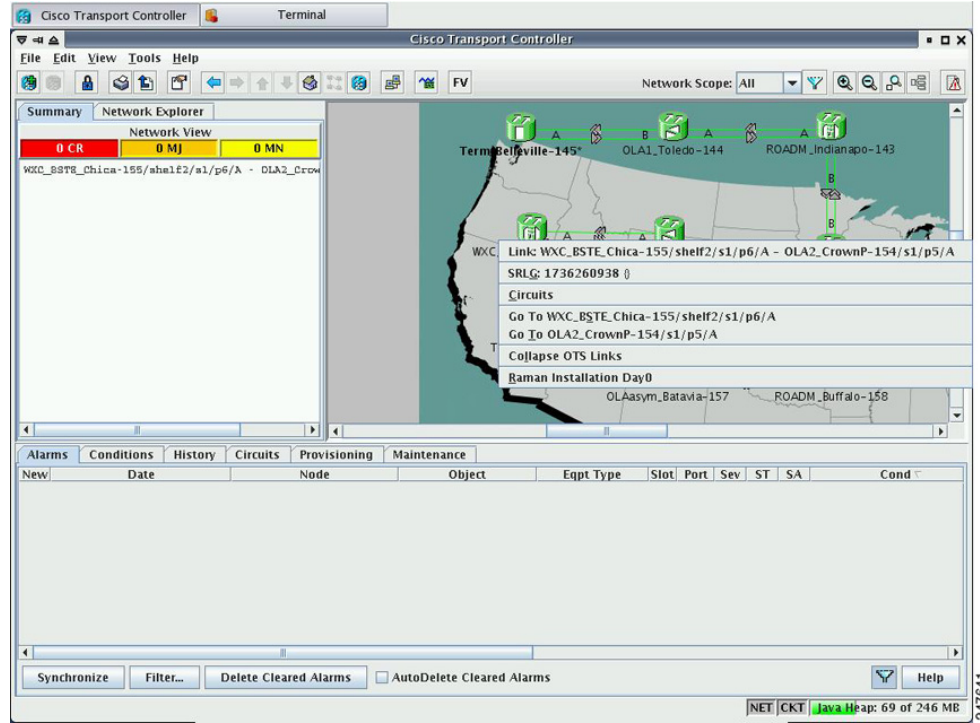 Cisco Transport Controller
Terminal
Cisco Transport Controller
File Edit View Tools Help
FV
Network Scope: All
Summary Network Explorer
Network View
0 CR 0 MJ 0 MN
WXC_BSTE_Chica-155/shelf2/s1/p6/A - OLA2_Crow
A B A A
Term_Belleville-145* OLA1_Toledo-144 ROADM_Indianapo-143
B
B
A A
WXC_
Link: WXC_BSTE_Chica-155/shelf2/s1/p6/A - OLA2_CrownP-154/s1/p5/A
SRLG: 1736260938 ()
Circuits
Go To WXC_BSTE_Chica-155/shelf2/s1/p6/A
Go To OLA2_CrownP-154/s1/p5/A
T
Collapse OTS Links
Raman Installation Day0
OLAasym_Batavia-157 ROADM_Buffalo-158
Alarms Conditions History Circuits Provisioning Maintenance
New Date Node Object Eqpt Type Slot Port Sev ST SA Cond
Synchronize Filter... Delete Cleared Alarms AutoDelete Cleared Alarms Help
NET CKT Java Heap: 69 of 246 MB